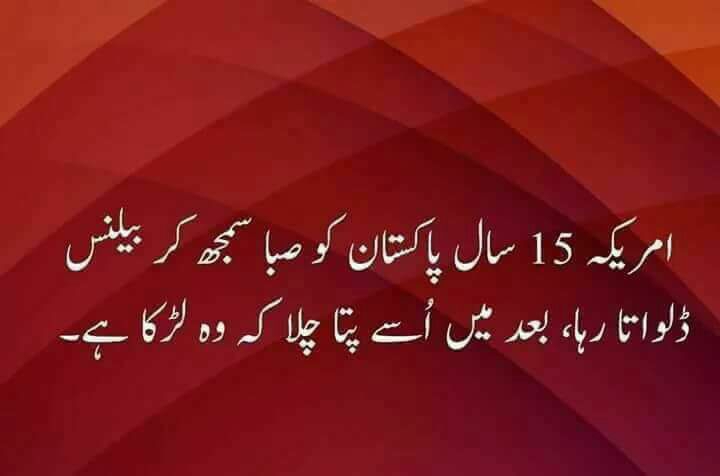 امریکہ 15 سال پاکستان کو صبا سمجھ کر بیلنس
ڈلواتا رہا، بعد میں اُسے پتا چلا کہ وہ لڑکا ہے۔